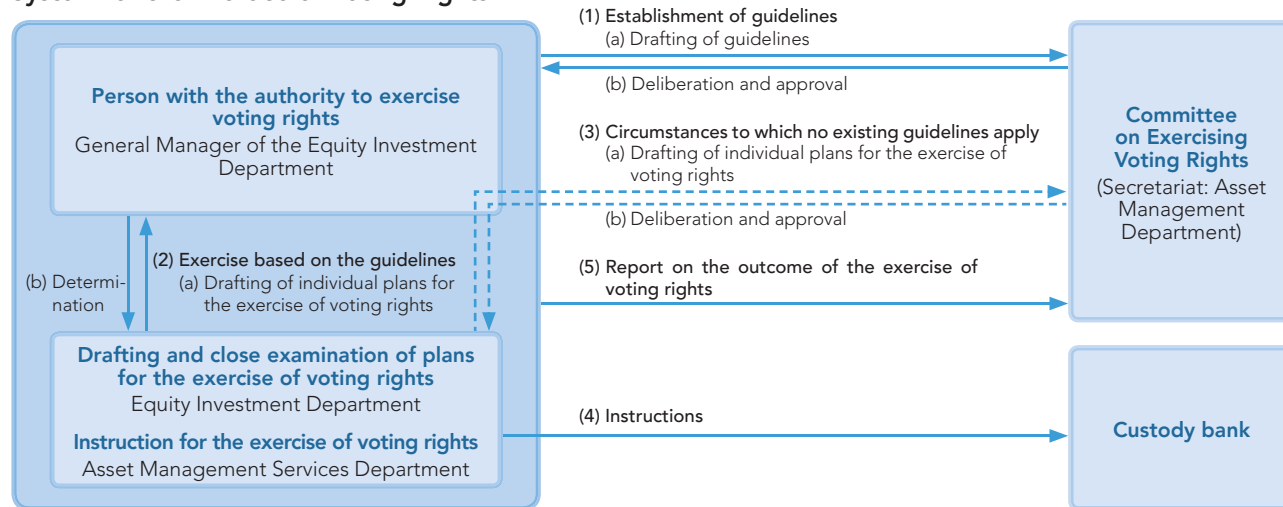 (1) Establishment of guidelines
(a) Drafting of guidelines
(b) Deliberation and approval
Person with the authority to exercise
voting rights
General Manager of the Equity Investment
Department
(3) Circumstances to which no existing guidelines apply
(a) Drafting of individual plans for the exercise of
voting rights
(b) Deliberation and approval
Committee
on Exercising
Voting Rights
(Secretariat: Asset
Management
Department)
(b) Determi-
nation
(2) Exercise based on the guidelines
(a) Drafting of individual plans for
the exercise of voting rights
(5) Report on the outcome of the exercise of
voting rights
Drafting and close examination of plans
for the exercise of voting rights
Equity Investment Department
Instruction for the exercise of voting rights
Asset Management Services Department
(4) Instructions
Custody bank